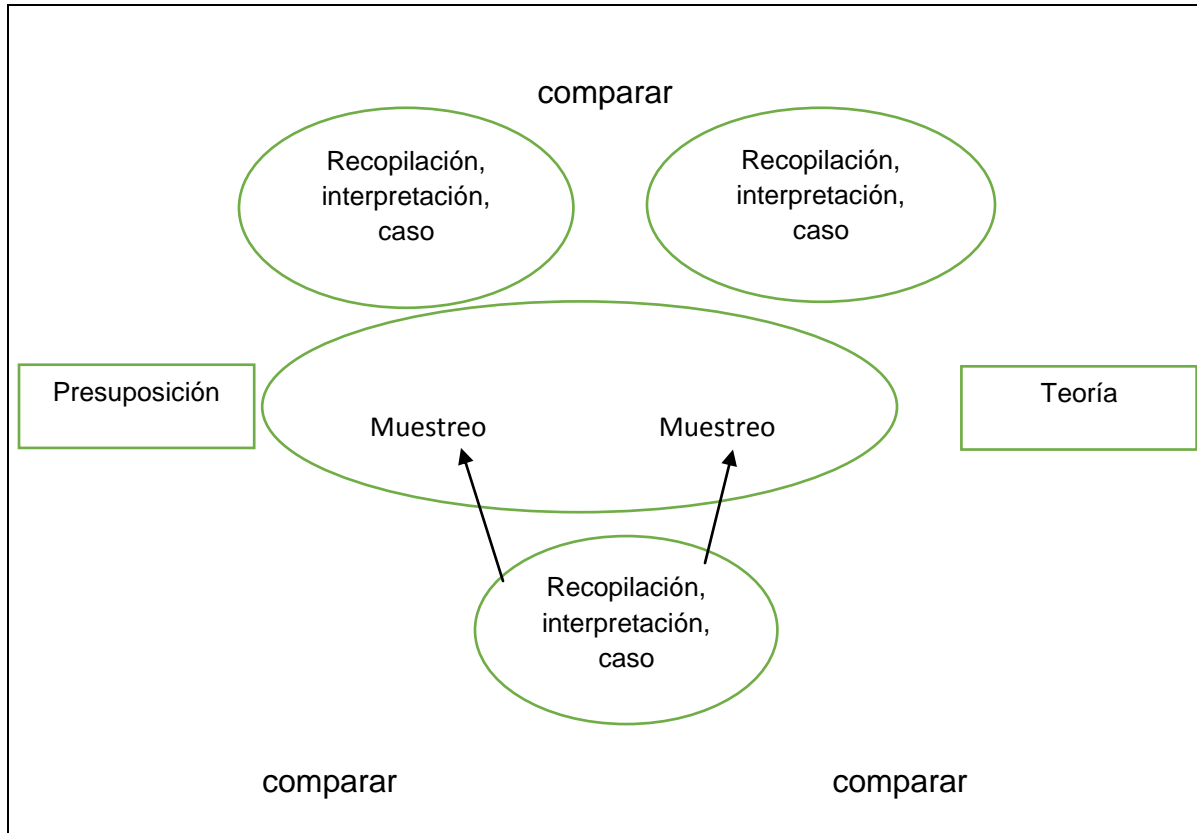 comparar
Recopilación,
interpretación,
caso
Recopilación,
interpretación,
caso
Presuposición
Teoría
Muestreo
Muestreo
Recopilación,
interpretación,
caso
comparar
comparar